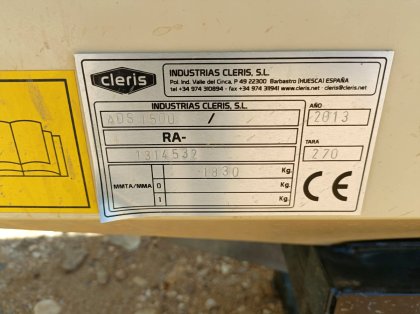 cleris
INDUSTRIAS CLERIS, S.L.
Pol. Ind. Valle del Cinca, P 49 22300 Barbastro (HUESCA) ESPAÑA
tel +34 974 310894 - fax +34 974 311941 www.cleris.net cleris@cleris.net
INDUSTRIAS CLERIS, S.L.
ADS 1500 /
AÑO
2013
RA-
1314532
TARA
270
1830 Kg.
MMTA/MMA 0 Kg.
1 Kg.
CE